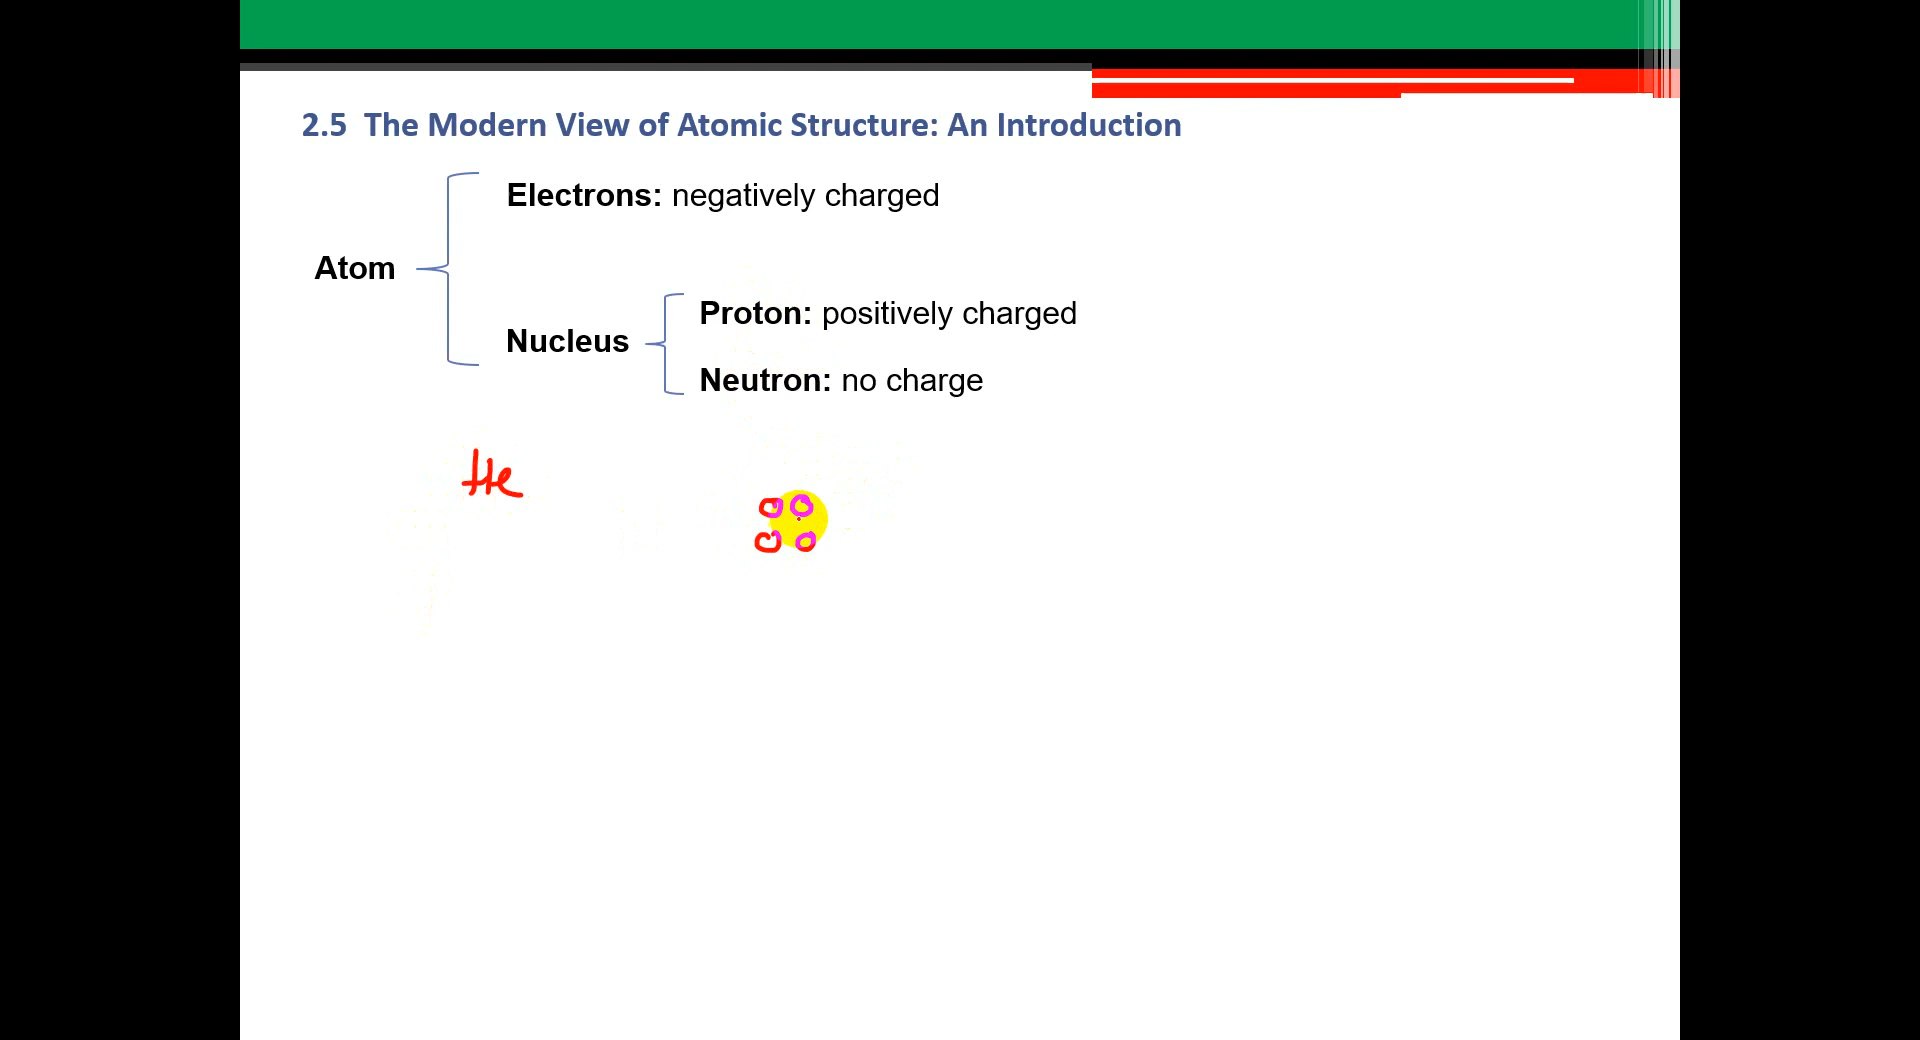 2.5 The Modern View of Atomic Structure: An Introduction
Electrons: negatively charged
Atom
Proton: positively charged
Nucleus
Neutron: no charge
He